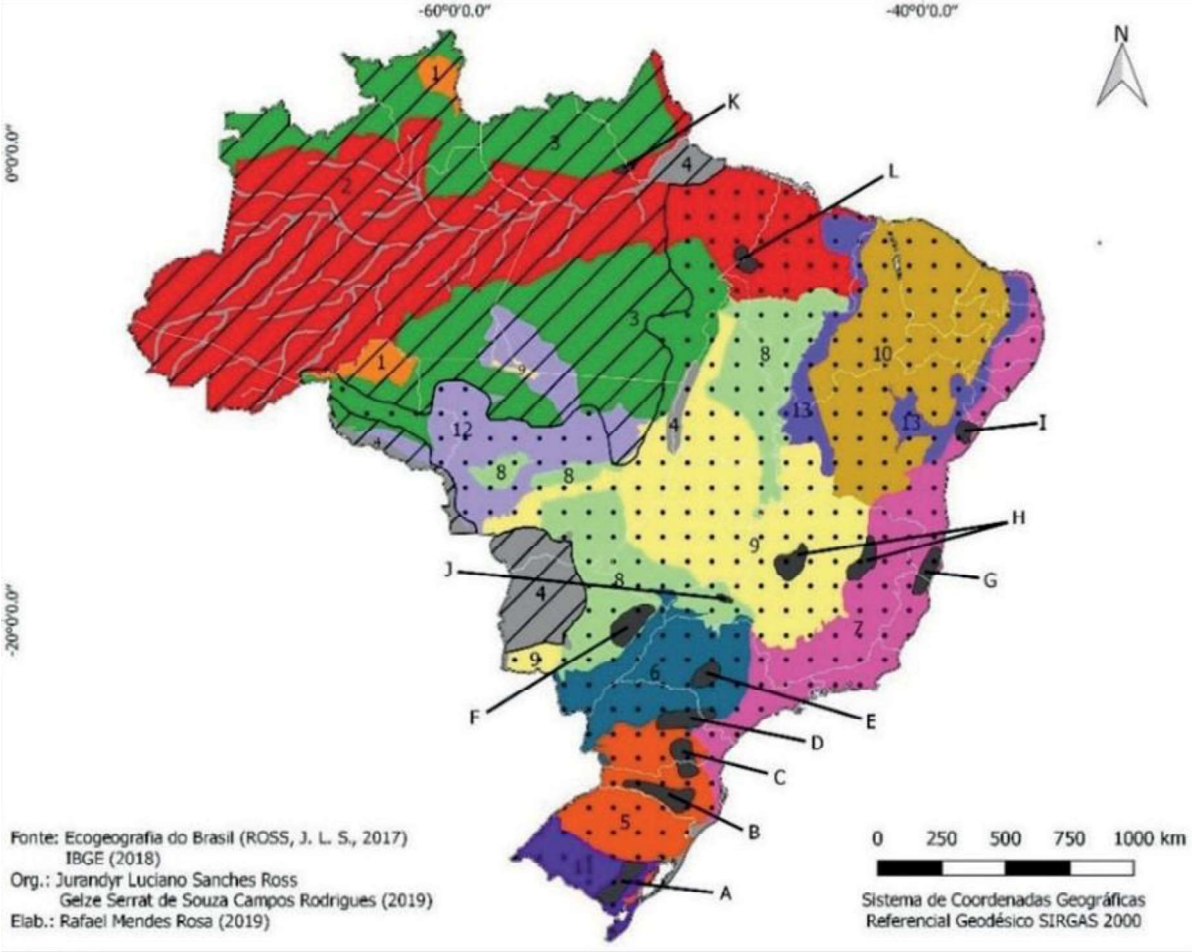 -60°0'0.0" -40°0'0.0"
N
1
K
3
4
0°0'0.0"
2
L
3
8
10
1
9
13
13
4
12
I
4
8
8
H
9
J
8
G
4
7
-20°0'0.0"
9
6
F
E
D
C
5
B
11
A
Fonte: Ecogeografia do Brasil (ROSS, J. L. S., 2017)
IBGE (2018)
Org.: Jurandyr Luciano Sanches Ross
Gelze Serrat de Souza Campos Rodrigues (2019)
Elab.: Rafael Mendes Rosa (2019)
0 250 500 750 1000 km
Sistema de Coordenadas Geográficas
Referencial Geodésico SIRGAS 2000